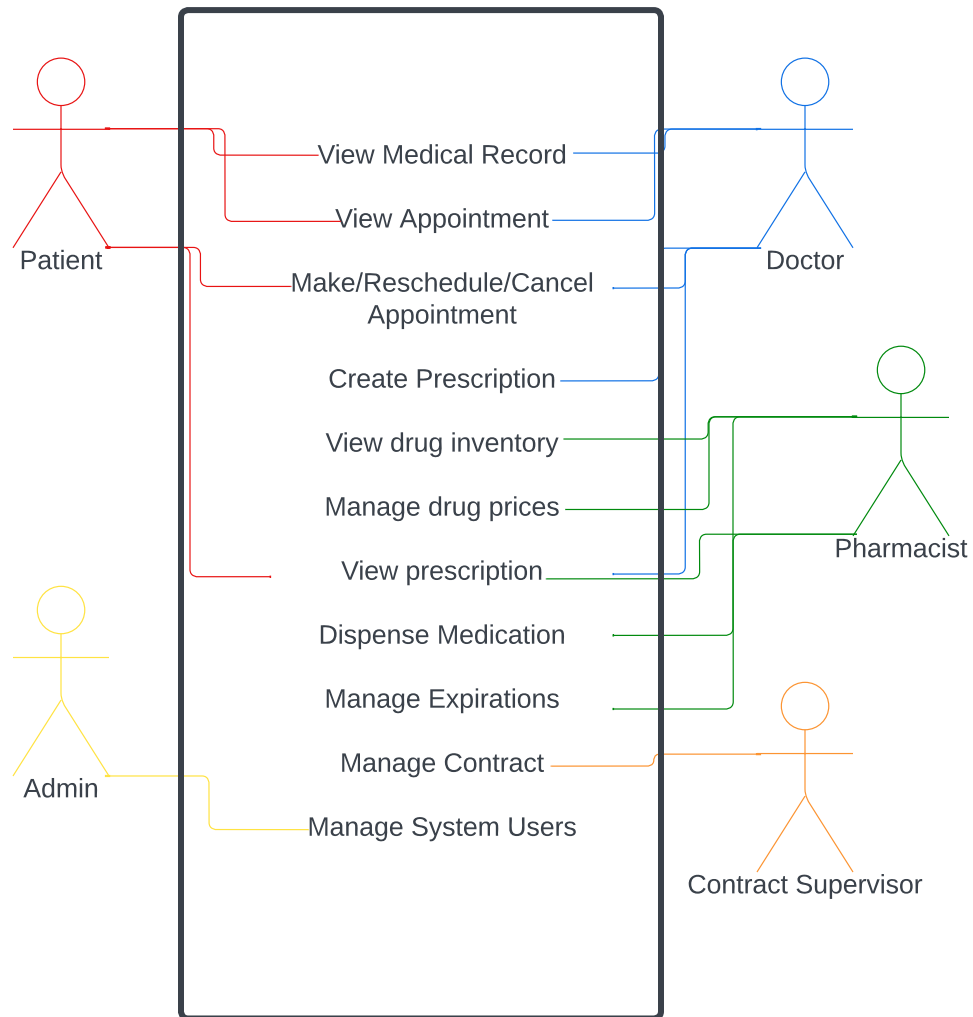 View Medical Record
View Appointment
Patient
Doctor
Make/Reschedule/Cancel
Appointment
Create Prescription
View drug inventory
Manage drug prices
Pharmacist
View prescription
Dispense Medication
Manage Expirations
Manage Contract
Admin
Manage System Users
Contract Supervisor